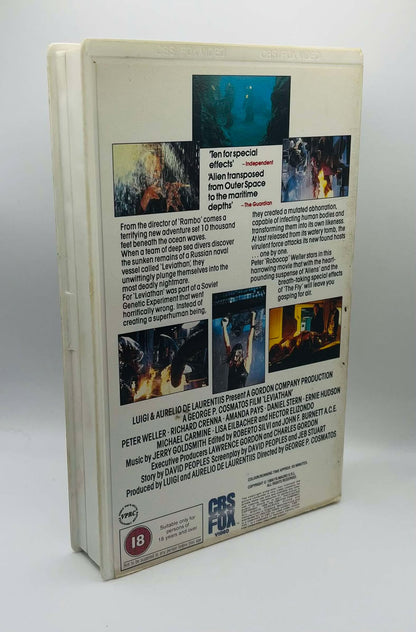 CBS FOX VIDEO CBS FOX VIDEO
'Ten for special
effects'
– Independent
'Alien transposed
from Outer Space
to the maritime
depths'
– The Guardian
From the director of 'Rambo' comes a
terrifying new adventure set 10 thousand
feet beneath the ocean waves.
When a team of deep sea divers discover
the sunken remains of a Russian naval
vessel called 'Leviathan', they
unwittingly plunge themselves into the
most deadly nightmare.
For 'Leviathan' was part of a Soviet
Genetic Experiment that went
horrifically wrong. Instead of
creating a superhuman being,
they created a mutated abhorration,
capable of infecting human bodies and
transforming them into its own likeness.
At last released from its watery tomb, the
virulent force attacks its new found hosts
... one by one.
Peter 'Robocop' Weller stars in this
harrowing movie that with the heart-
pounding suspense of 'Aliens' and the
breath-taking special effects
of 'The Fly' will leave you
gasping for air.
LUIGI & AURELIO DE LAURENTIIS Present A GORDON COMPANY PRODUCTION
A GEORGE P. COSMATOS FILM 'LEVIATHAN'
PETER WELLER · RICHARD CRENNA · AMANDA PAYS · DANIEL STERN · ERNIE HUDSON
MICHAEL CARMINE · LISA EILBACHER and HECTOR ELIZONDO
Music by JERRY GOLDSMITH Edited by ROBERTO SILVI and JOHN F. BURNETT A.C.E.
Executive Producers LAWRENCE GORDON and CHARLES GORDON
Story by DAVID PEOPLES Screenplay by DAVID PEOPLES and JEB STUART
Produced by LUIGI and AURELIO DE LAURENTIIS Directed by GEORGE P. COSMATOS
VPRC
18
Suitable only for
persons of
18 years and over
CBS
FOX
VIDEO
ALL RIGHTS RESERVED